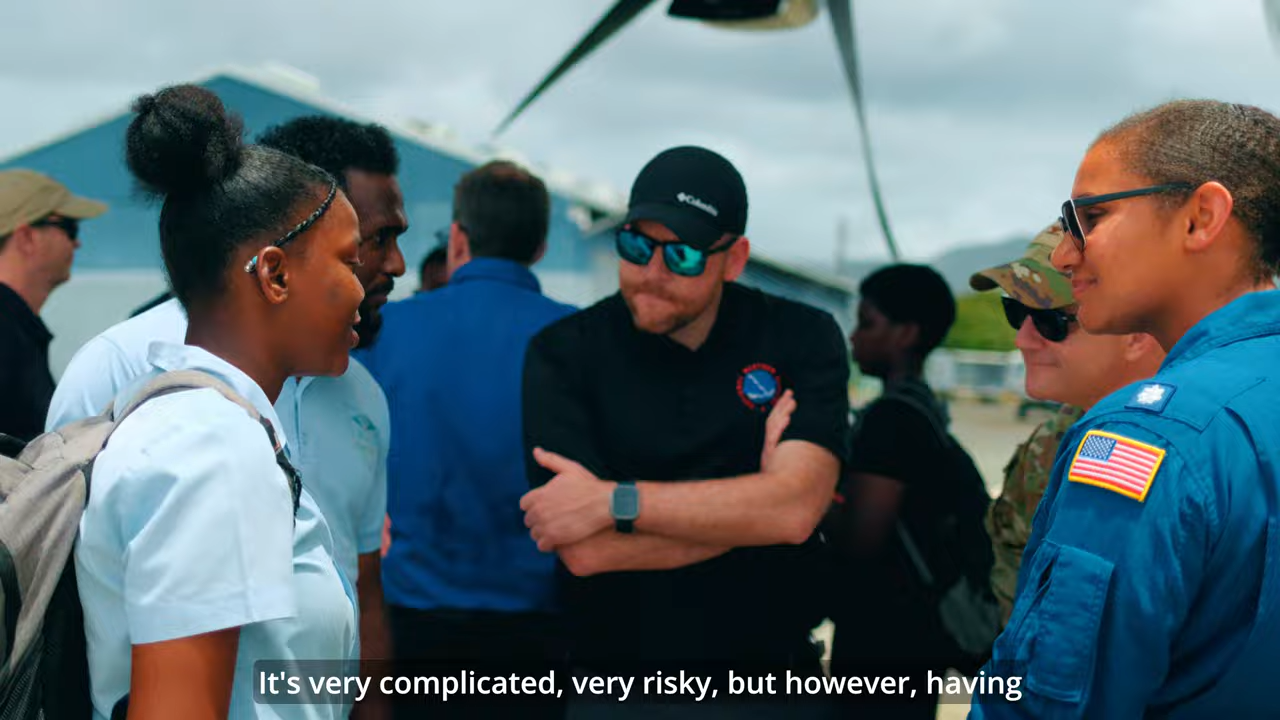 Columbia
It's very complicated, very risky, but however, having